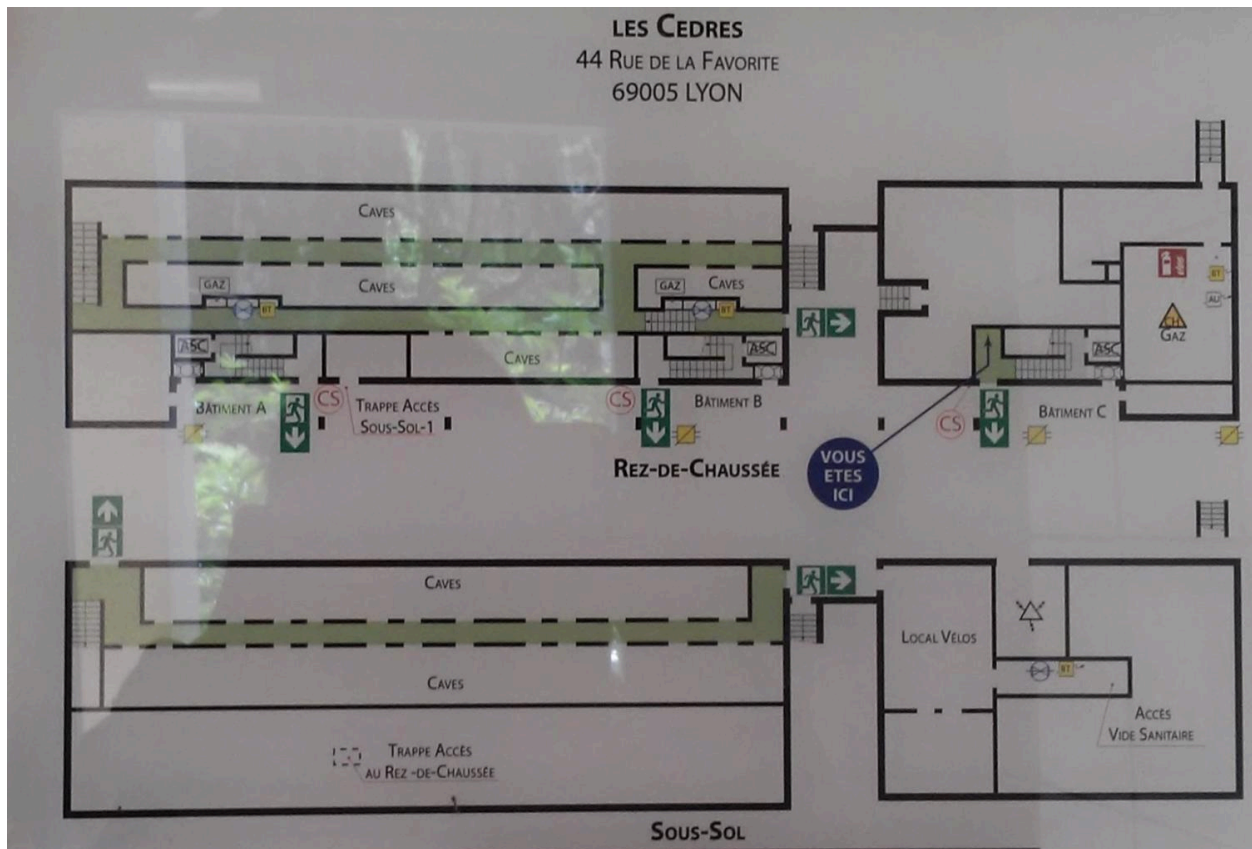 LES CEDRES
44 RUE DE LA FAVORITE
69005 LYON
CAVES
CAVES
GAZ
BT
GAZ
CAVES
BT
BT
AU
CH
GAZ
ASC
CAVES
ASC
ASC
BÂTIMENT A
CS
TRAPPE ACCÈS
SOUS-SOL-1
CS
BÂTIMENT B
CS
BÂTIMENT C
REZ-DE-CHAUSSÉE
VOUS
ETES
ICI
CAVES
CAVES
LOCAL VÉLOS
BT
ACCÈS
VIDE SANITAIRE
TRAPPE ACCÈS
AU REZ -DE-CHAUSSÉE
SOUS-SOL